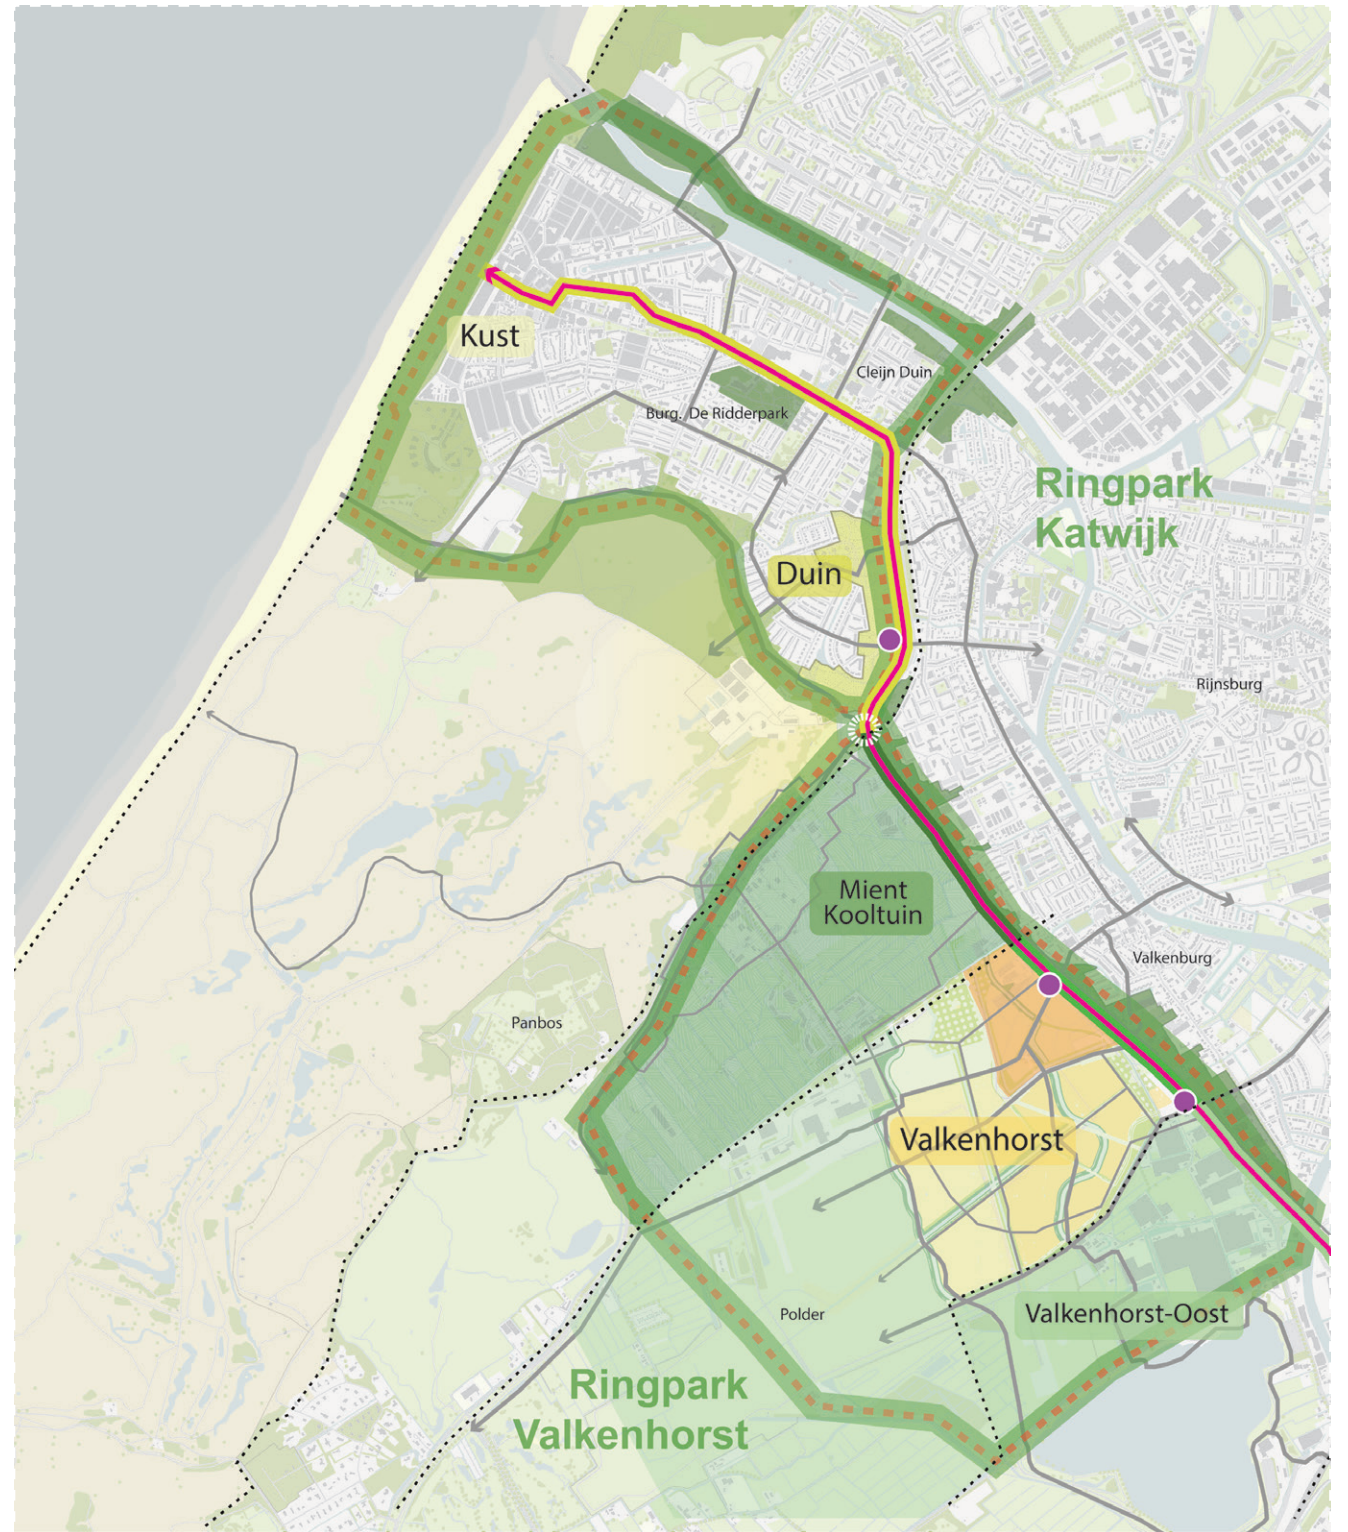 Kust
Cleijn Duin
Burg. De Ridderpark
Ringpark
Katwijk
Duin
Rijnsburg
Mient
Kooltuin
Valkenburg
Panbos
Valkenhorst
Polder
Valkenhorst-Oost
Ringpark
Valkenhorst